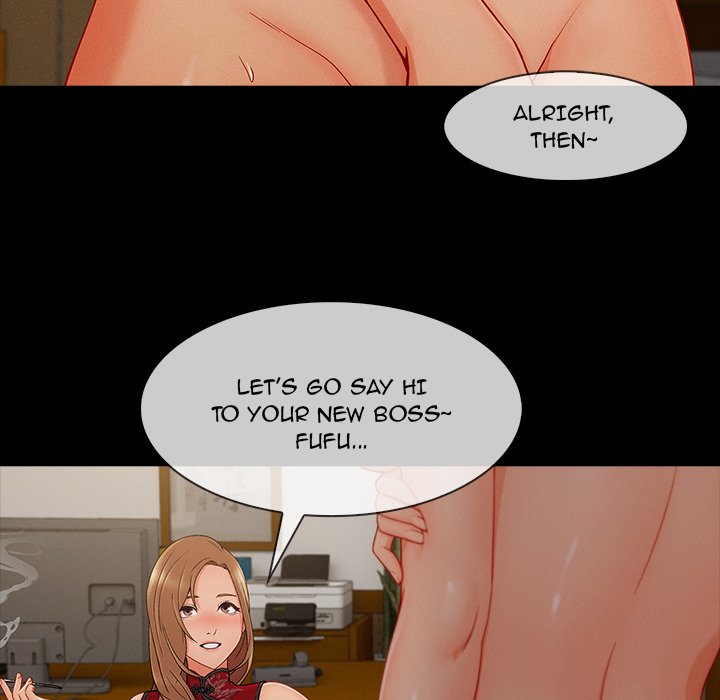 ALRIGHT,
THEN~
LET'S GO SAY HI
TO YOUR NEW BOSS~
FUFU...